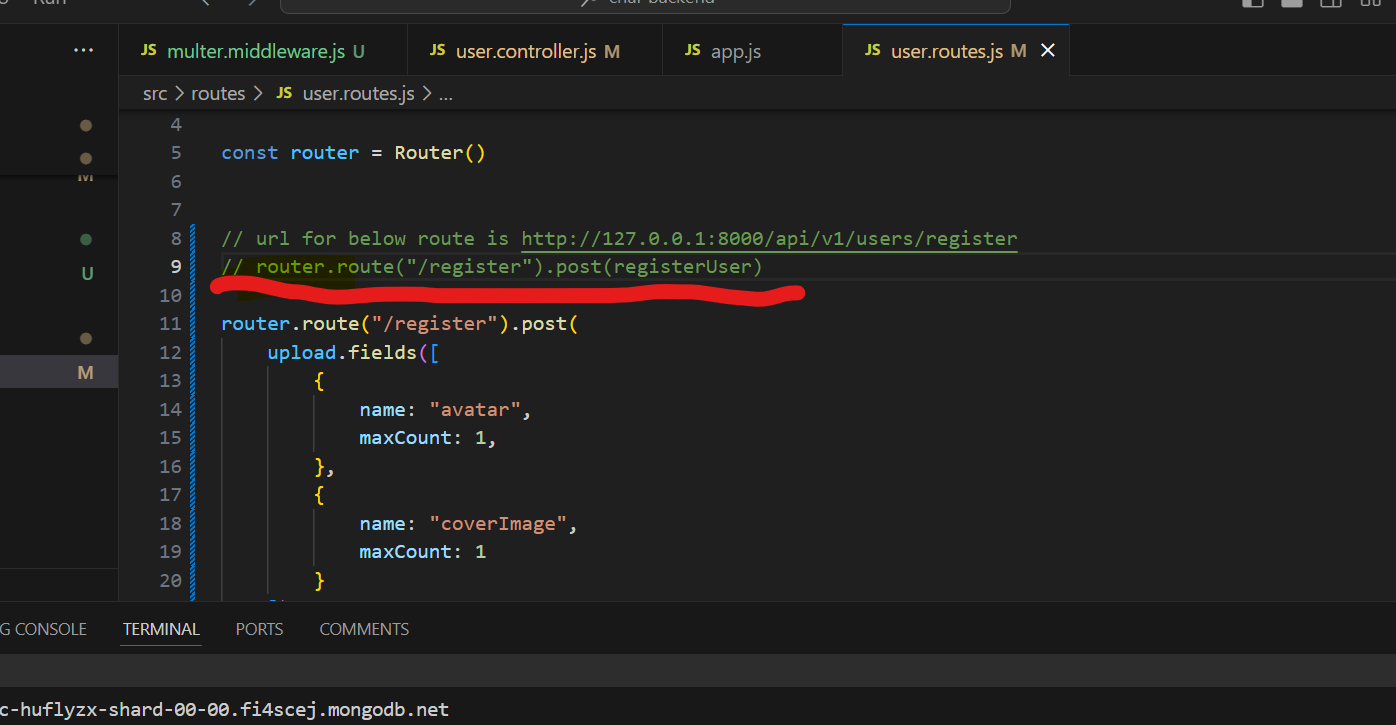 JS multer.middleware.js U JS user.controller.js M JS app.js JS user.routes.js M
src > routes > JS user.routes.js > ...
4
5 const router = Router()
6
7
8 // url for below route is http://127.0.0.1:8000/api/v1/users/register
9 // router.route("/register").post(registerUser)
10
11 router.route("/register").post(
12 upload.fields([
13 {
14 name: "avatar",
15 maxCount: 1,
16 },
17 {
18 name: "coverImage",
19 maxCount: 1
20 }
M
U
M
G CONSOLE TERMINAL PORTS COMMENTS
c-huflyzx-shard-00-00.fi4scej.mongodb.net